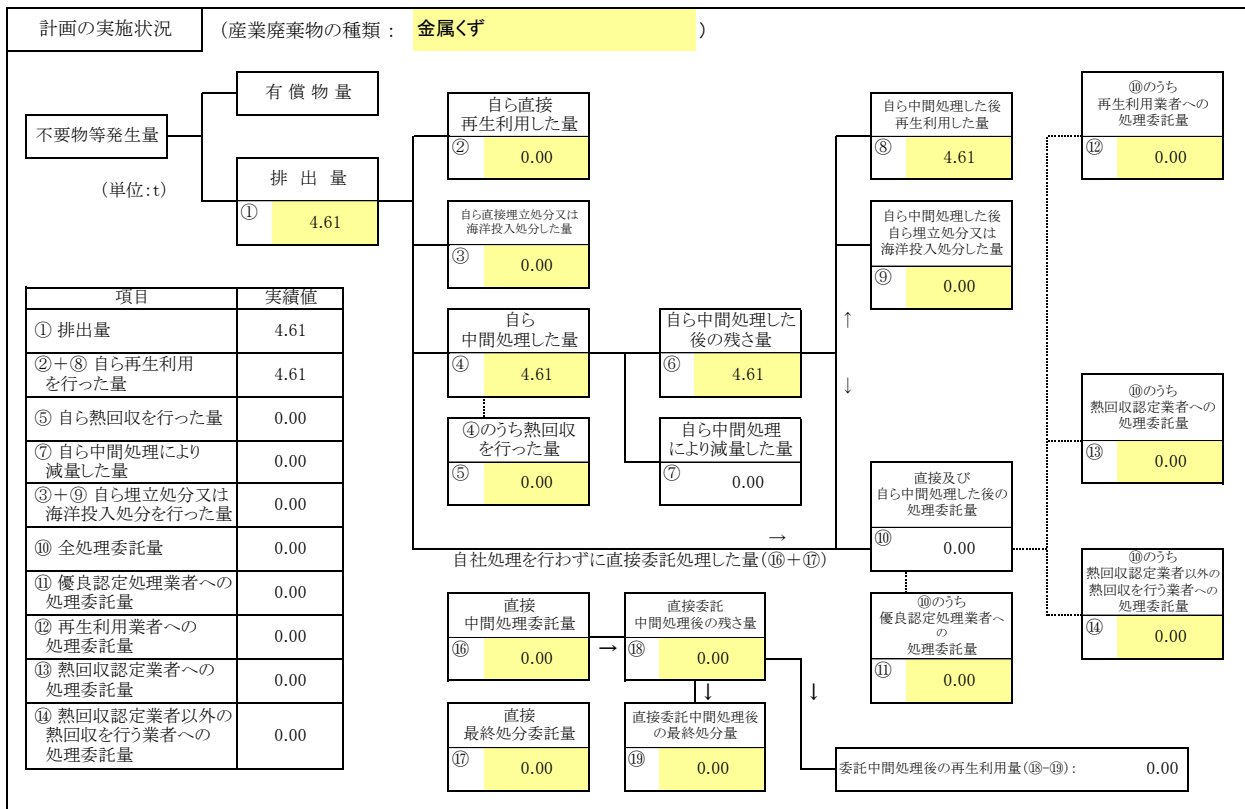 計画の実施状況
(産業廃棄物の種類： 金属くず )
有 償 物 量
不要物等発生量
(単位:t)
排 出 量
① 4.61
自ら直接
再生利用した量
② 0.00
自ら直接埋立処分又は
海洋投入処分した量
③ 0.00
自ら
中間処理した量
④ 4.61
④のうち熱回収
を行った量
⑤ 0.00
自ら中間処理した
後の残さ量
⑥ 4.61
自ら中間処理
により減量した量
⑦ 0.00
自ら中間処理した後
再生利用した量
⑧ 4.61
自ら中間処理した後
自ら埋立処分又は
海洋投入処分した量
⑨ 0.00
↑
↓
直接及び
自ら中間処理した後の
処理委託量
⑩ 0.00
→
自社処理を行わずに直接委託処理した量(⑯+⑰)
⑩のうち
優良認定処理業者へ
の
処理委託量
⑪ 0.00
⑩のうち
再生利用業者への
処理委託量
⑫ 0.00
⑩のうち
熱回収認定業者への
処理委託量
⑬ 0.00
⑩のうち
熱回収認定業者以外の
熱回収を行う業者への
処理委託量
⑭ 0.00
直接
中間処理委託量
⑯ 0.00
→
直接委託
中間処理後の残さ量
⑱ 0.00
↓
↓
直接
最終処分委託量
⑰ 0.00
直接委託中間処理後
の最終処分量
⑲ 0.00
委託中間処理後の再生利用量(⑱-⑲)： 0.00
項目 実績値
① 排出量 4.61
②+⑧ 自ら再生利用
を行った量 4.61
⑤ 自ら熱回収を行った量 0.00
⑦ 自ら中間処理により
減量した量 0.00
③+⑨ 自ら埋立処分又は
海洋投入処分を行った量 0.00
⑩ 全処理委託量 0.00
⑪ 優良認定処理業者への
処理委託量 0.00
⑫ 再生利用業者への
処理委託量 0.00
⑬ 熱回収認定業者への
処理委託量 0.00
⑭ 熱回収認定業者以外の
熱回収を行う業者への
処理委託量 0.00